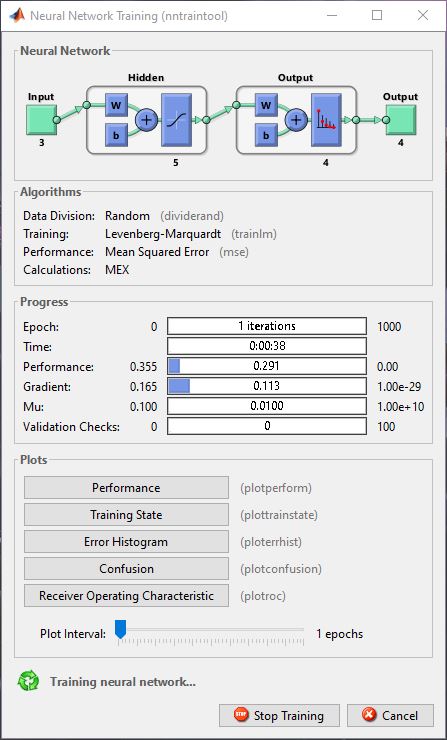 Neural Network Training (nntraintool)
Neural Network
Hidden Output
Input Output
W W
b b
+ +
3 5 4 4
Algorithms
Data Division: Random (dividerand)
Training: Levenberg-Marquardt (trainlm)
Performance: Mean Squared Error (mse)
Calculations: MEX
Progress
Epoch: 0 1 iterations 1000
Time: 0:00:38
Performance: 0.355 0.291 0.00
Gradient: 0.165 0.113 1.00e-29
Mu: 0.100 0.0100 1.00e+10
Validation Checks: 0 0 100
Plots
Performance (plotperform)
Training State (plottrainstate)
Error Histogram (ploterrhist)
Confusion (plotconfusion)
Receiver Operating Characteristic (plotroc)
Plot Interval: 1 epochs
Training neural network...
STOP Stop Training Cancel